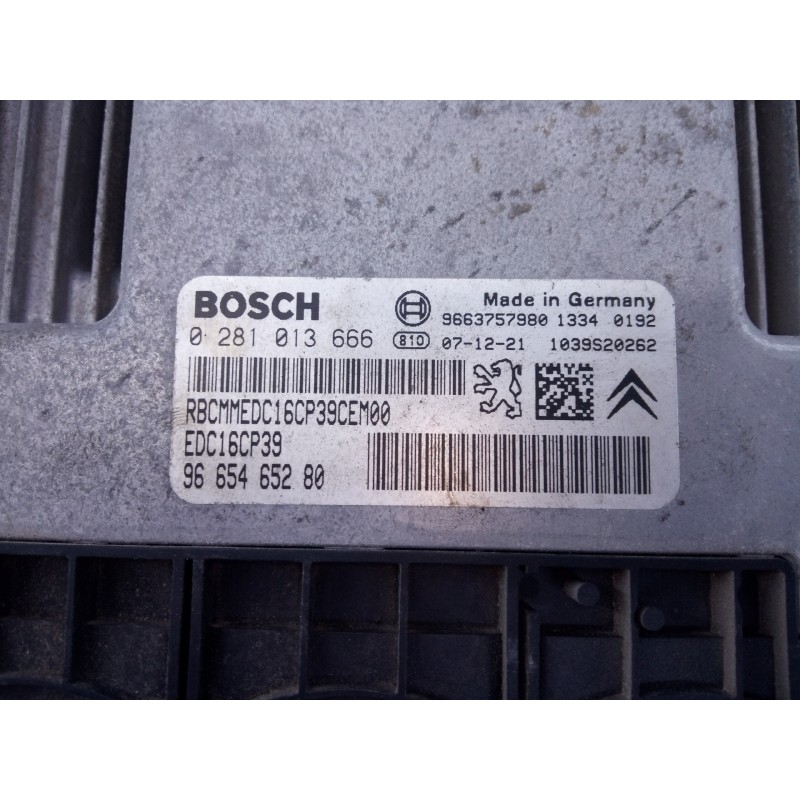 BOSCH
Made in Germany
9663757980 1334 0192
0 281 013 666 810 07-12-21 1039S20262
RBCMMEDC16CP39CEM00
EDC16CP39
96 654 652 80